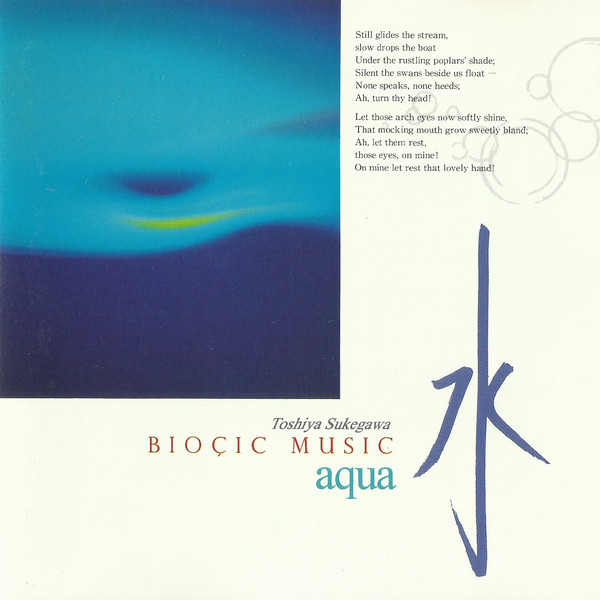 Still glides the stream,
slow drops the boat
Under the rustling poplars' shade;
Silent the swans beside us float —
None speaks, none heeds;
Ah, turn thy head!
Let those arch eyes now softly shine,
That mocking mouth grow sweetly bland;
Ah, let them rest,
those eyes, on mine!
On mine let rest that lovely hand!
Toshiya Sukegawa
BIOÇIC MUSIC
aqua
水